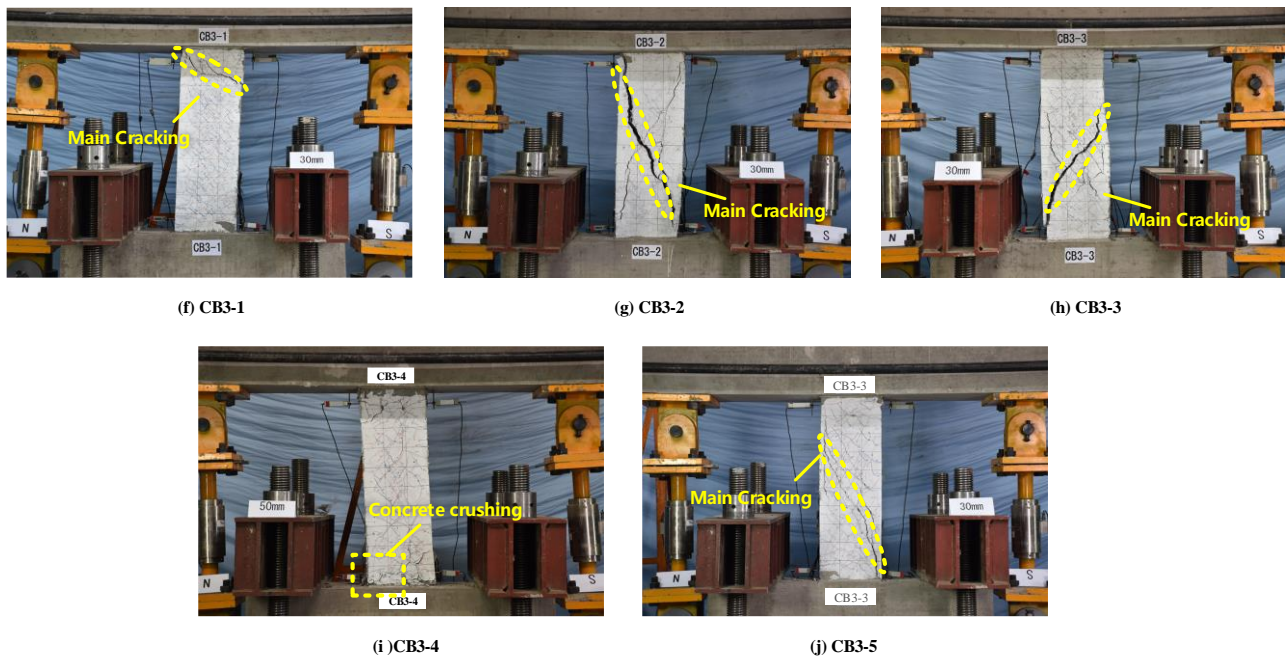 CB3-1
Main Cracking
30mm
N
S
CB3-1
CB3-2
30mm
Main Cracking
N
S
CB3-2
CB3-3
30mm
Main Cracking
N
S
CB3-3
(f) CB3-1
(g) CB3-2
(h) CB3-3
CB3-4
50mm
Concrete crushing
N
S
CB3-4
CB3-3
Main Cracking
30mm
N
S
CB3-3
(i )CB3-4
(j) CB3-5